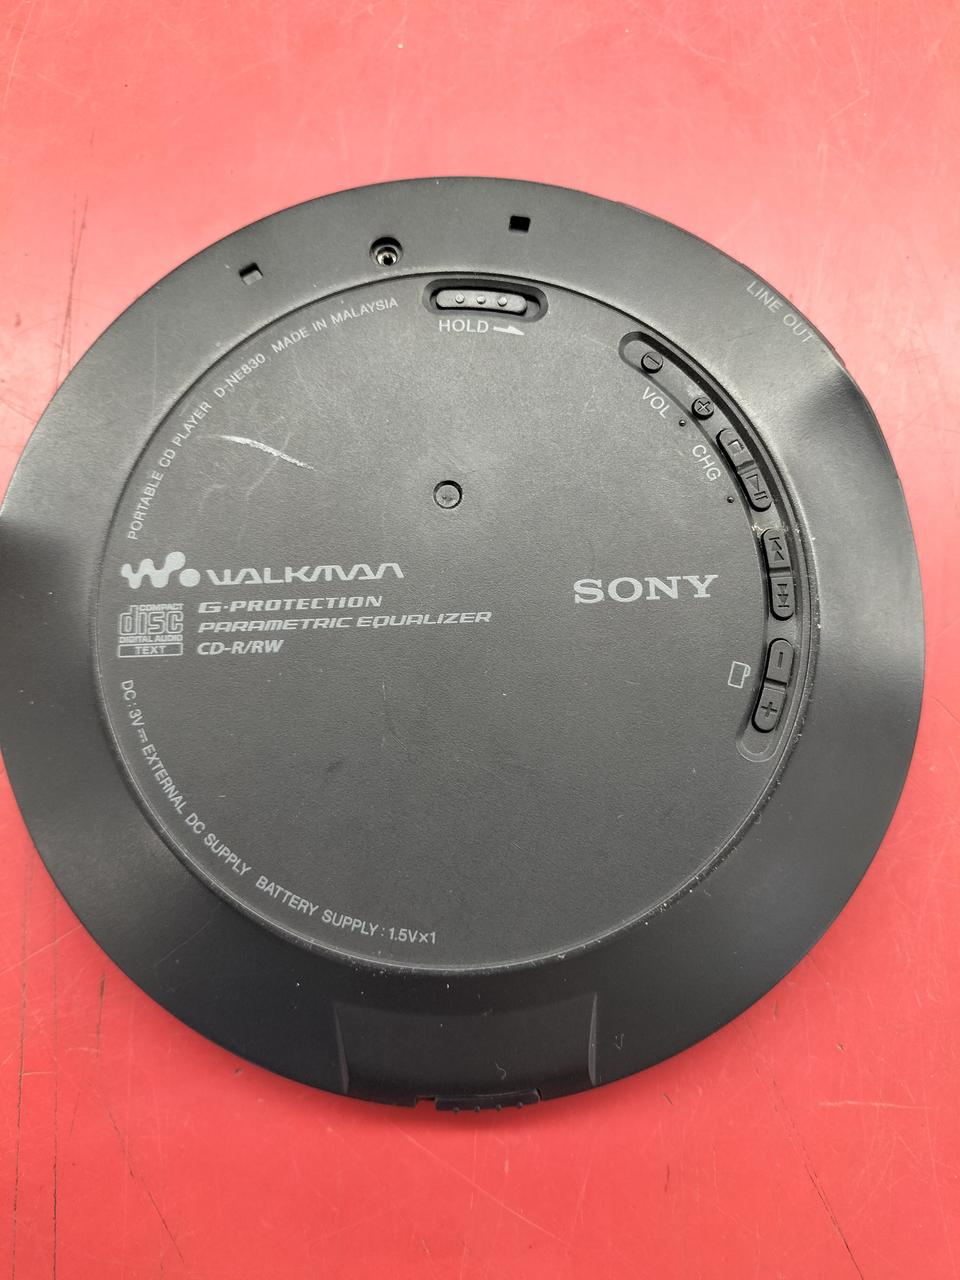 LINE OUT
PORTABLE CD PLAYER D-NE830 MADE IN MALAYSIA
HOLD
VOL
CHG
WALKMAN
SONY
COMPACT
disc
DIGITAL AUDIO
TEXT
G-PROTECTION
PARAMETRIC EQUALIZER
CD-R/RW
DC : 3V ⎓ EXTERNAL DC SUPPLY BATTERY SUPPLY : 1.5V×1